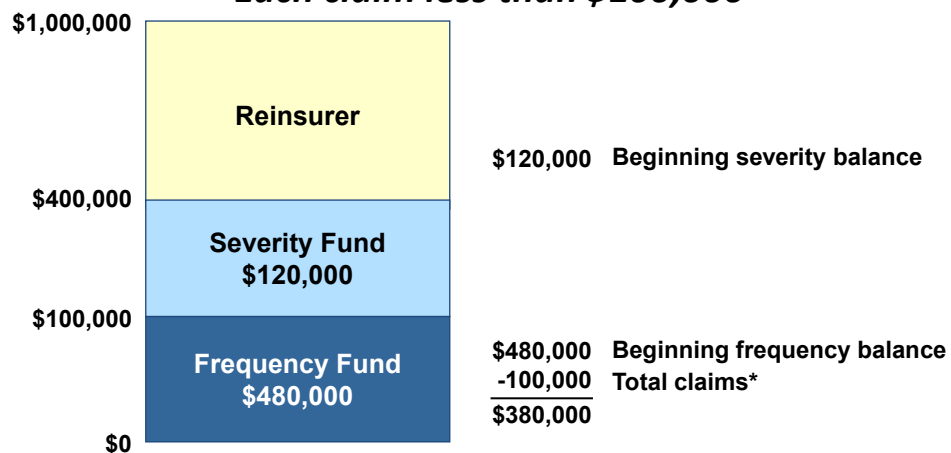 $1,000,000
Reinsurer
$120,000 Beginning severity balance
$400,000
Severity Fund
$120,000
$100,000
Frequency Fund
$480,000
$480,000 Beginning frequency balance
-100,000 Total claims*
$380,000
$0